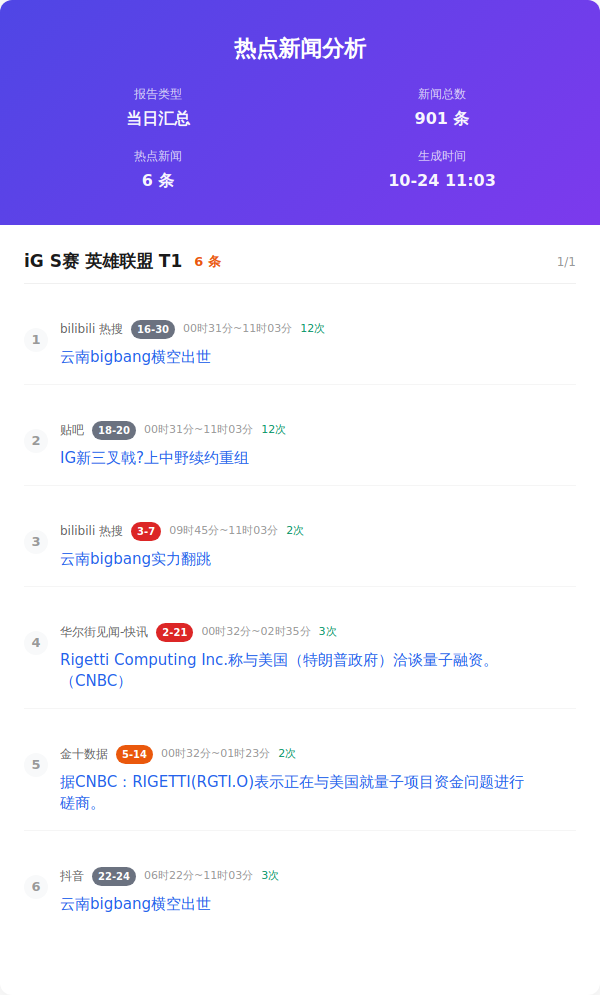 热点新闻分析
报告类型
新闻总数
当日汇总
901 条
热点新闻
生成时间
6 条
10-24 11:03
iG S赛 英雄联盟 T1 6 条 1/1
1
bilibili 热搜 16-30 00时31分~11时03分 12次
云南bigbang横空出世
2
贴吧 18-20 00时31分~11时03分 12次
IG新三叉戟?上中野续约重组
3
bilibili 热搜 3-7 09时45分~11时03分 2次
云南bigbang实力翻跳
4
华尔街见闻-快讯 2-21 00时32分~02时35分 3次
Rigetti Computing Inc.称与美国（特朗普政府）洽谈量子融资。
（CNBC）
5
金十数据 5-14 00时32分~01时23分 2次
据CNBC：RIGETTI(RGTI.O)表示正在与美国就量子项目资金问题进行
磋商。
6
抖音 22-24 06时22分~11时03分 3次
云南bigbang横空出世